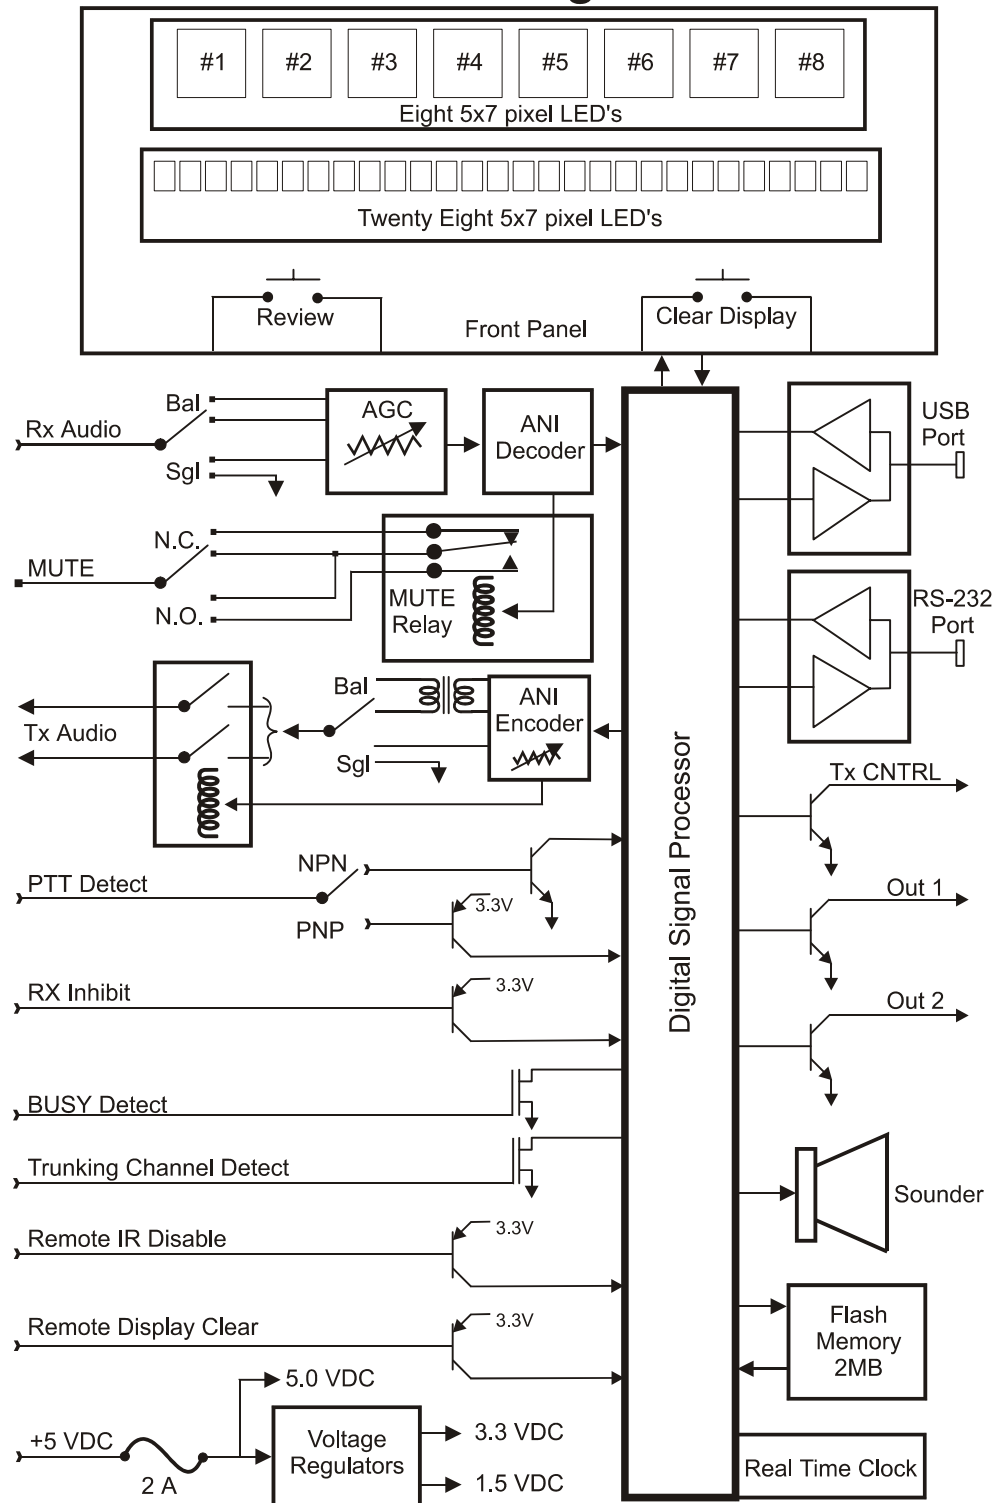 #1 #2 #3 #4 #5 #6 #7 #8
Eight 5x7 pixel LED's
Twenty Eight 5x7 pixel LED's
Review
Front Panel
Clear Display
Rx Audio
Bal
Sgl
AGC
ANI
Decoder
USB
Port
MUTE
N.C.
N.O.
MUTE
Relay
RS-232
Port
Tx Audio
Bal
Sgl
ANI
Encoder
Digital Signal Processor
Tx CNTRL
PTT Detect
NPN
PNP
3.3V
Out 1
RX Inhibit
3.3V
Out 2
BUSY Detect
Trunking Channel Detect
Sounder
Remote IR Disable
3.3V
Remote Display Clear
3.3V
Flash
Memory
2MB
5.0 VDC
+5 VDC
2 A
Voltage
Regulators
3.3 VDC
1.5 VDC
Real Time Clock